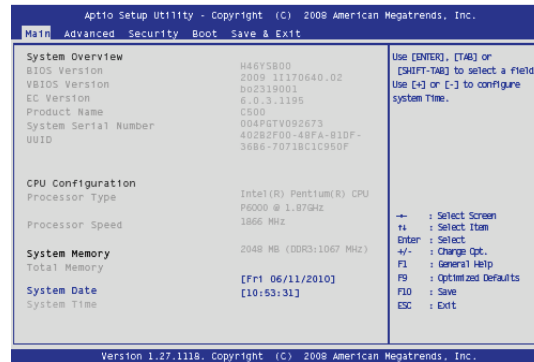 Aptio Setup Utility - Copyright (C) 2008 American Megatrends, Inc.
Main Advanced Security Boot Save & Exit
System Overview
BIOS Version H46Y5B00
VBIOS Version 2009 11170640.02
EC Version bo2319001
Product Name 6.0.3.1195
System Serial Number C500
UUID 004PGTV092673
402B2F00-48FA-81DF-
36B6-7071BC1C950F
CPU Configuration
Processor Type Intel(R) Pentium(R) CPU
P6000 @ 1.87GHz
Processor Speed 1866 MHz
System Memory 2048 MB (DDR3:1067 MHz)
Total Memory
System Date [Fri 06/11/2010]
System Time [10:53:31]
Use [ENTER], [TAB] or
[SHIFT-TAB] to select a field
Use [+] or [-] to configure
system Time.
→← : Select Screen
↑↓ : Select Item
Enter : Select
+/- : Change Opt.
F1 : General Help
F9 : Optimized Defaults
F10 : Save
ESC : Exit
Version 1.27.1118. Copyright (C) 2008 American Megatrends, Inc.